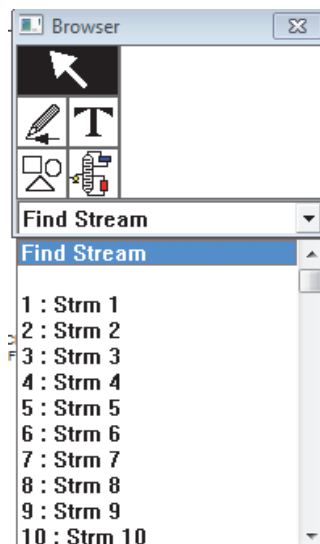 Browser
T
Find Stream
Find Stream
1 : Strm 1
2 : Strm 2
3 : Strm 3
4 : Strm 4
5 : Strm 5
6 : Strm 6
7 : Strm 7
8 : Strm 8
9 : Strm 9
10 : Strm 10